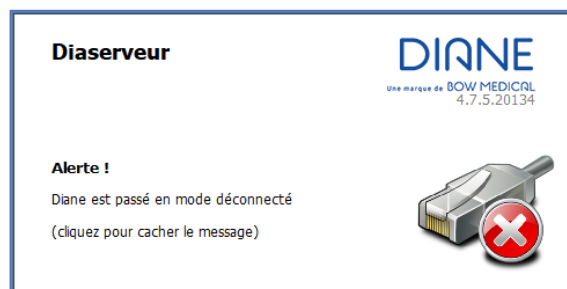 Diaserveur
DIANE
Une marque de BOW MEDICAL
4.7.5.20134
Alerte !
Diane est passé en mode déconnecté
(cliquez pour cacher le message)